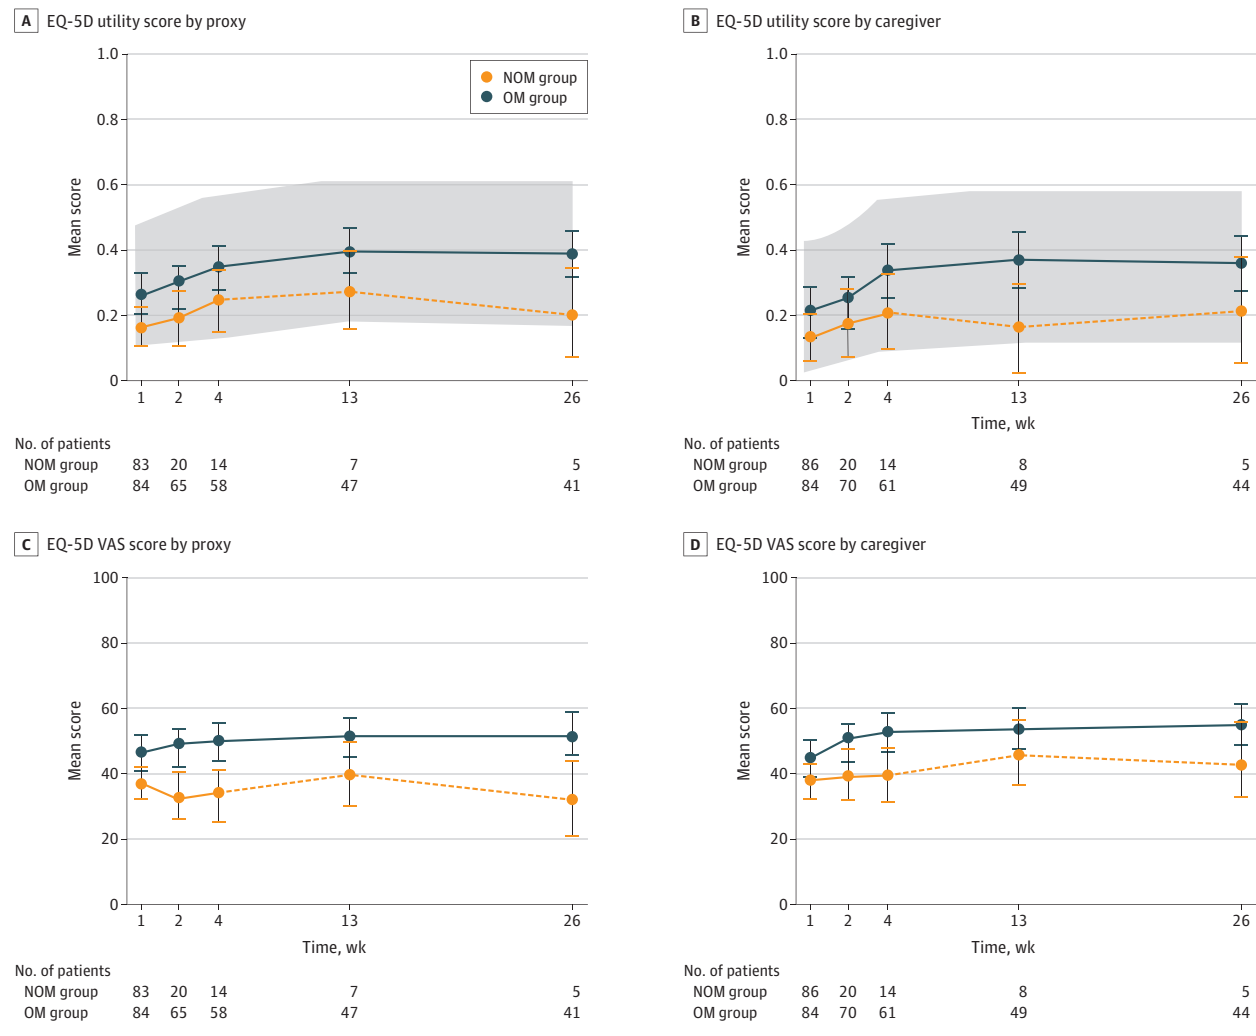 A EQ-5D utility score by proxy
1.0
0.8
0.6
0.4
0.2
0
Mean score
NOM group
OM group
1 2 4 13 26
No. of patients
NOM group 83 20 14 7 5
OM group 84 65 58 47 41
B EQ-5D utility score by caregiver
1.0
0.8
0.6
0.4
0.2
0
Mean score
1 2 4 13 26
Time, wk
No. of patients
NOM group 86 20 14 8 5
OM group 84 70 61 49 44
C EQ-5D VAS score by proxy
100
80
60
40
20
0
Mean score
1 2 4 13 26
Time, wk
No. of patients
NOM group 83 20 14 7 5
OM group 84 65 58 47 41
D EQ-5D VAS score by caregiver
100
80
60
40
20
0
Mean score
1 2 4 13 26
Time, wk
No. of patients
NOM group 86 20 14 8 5
OM group 84 70 61 49 44